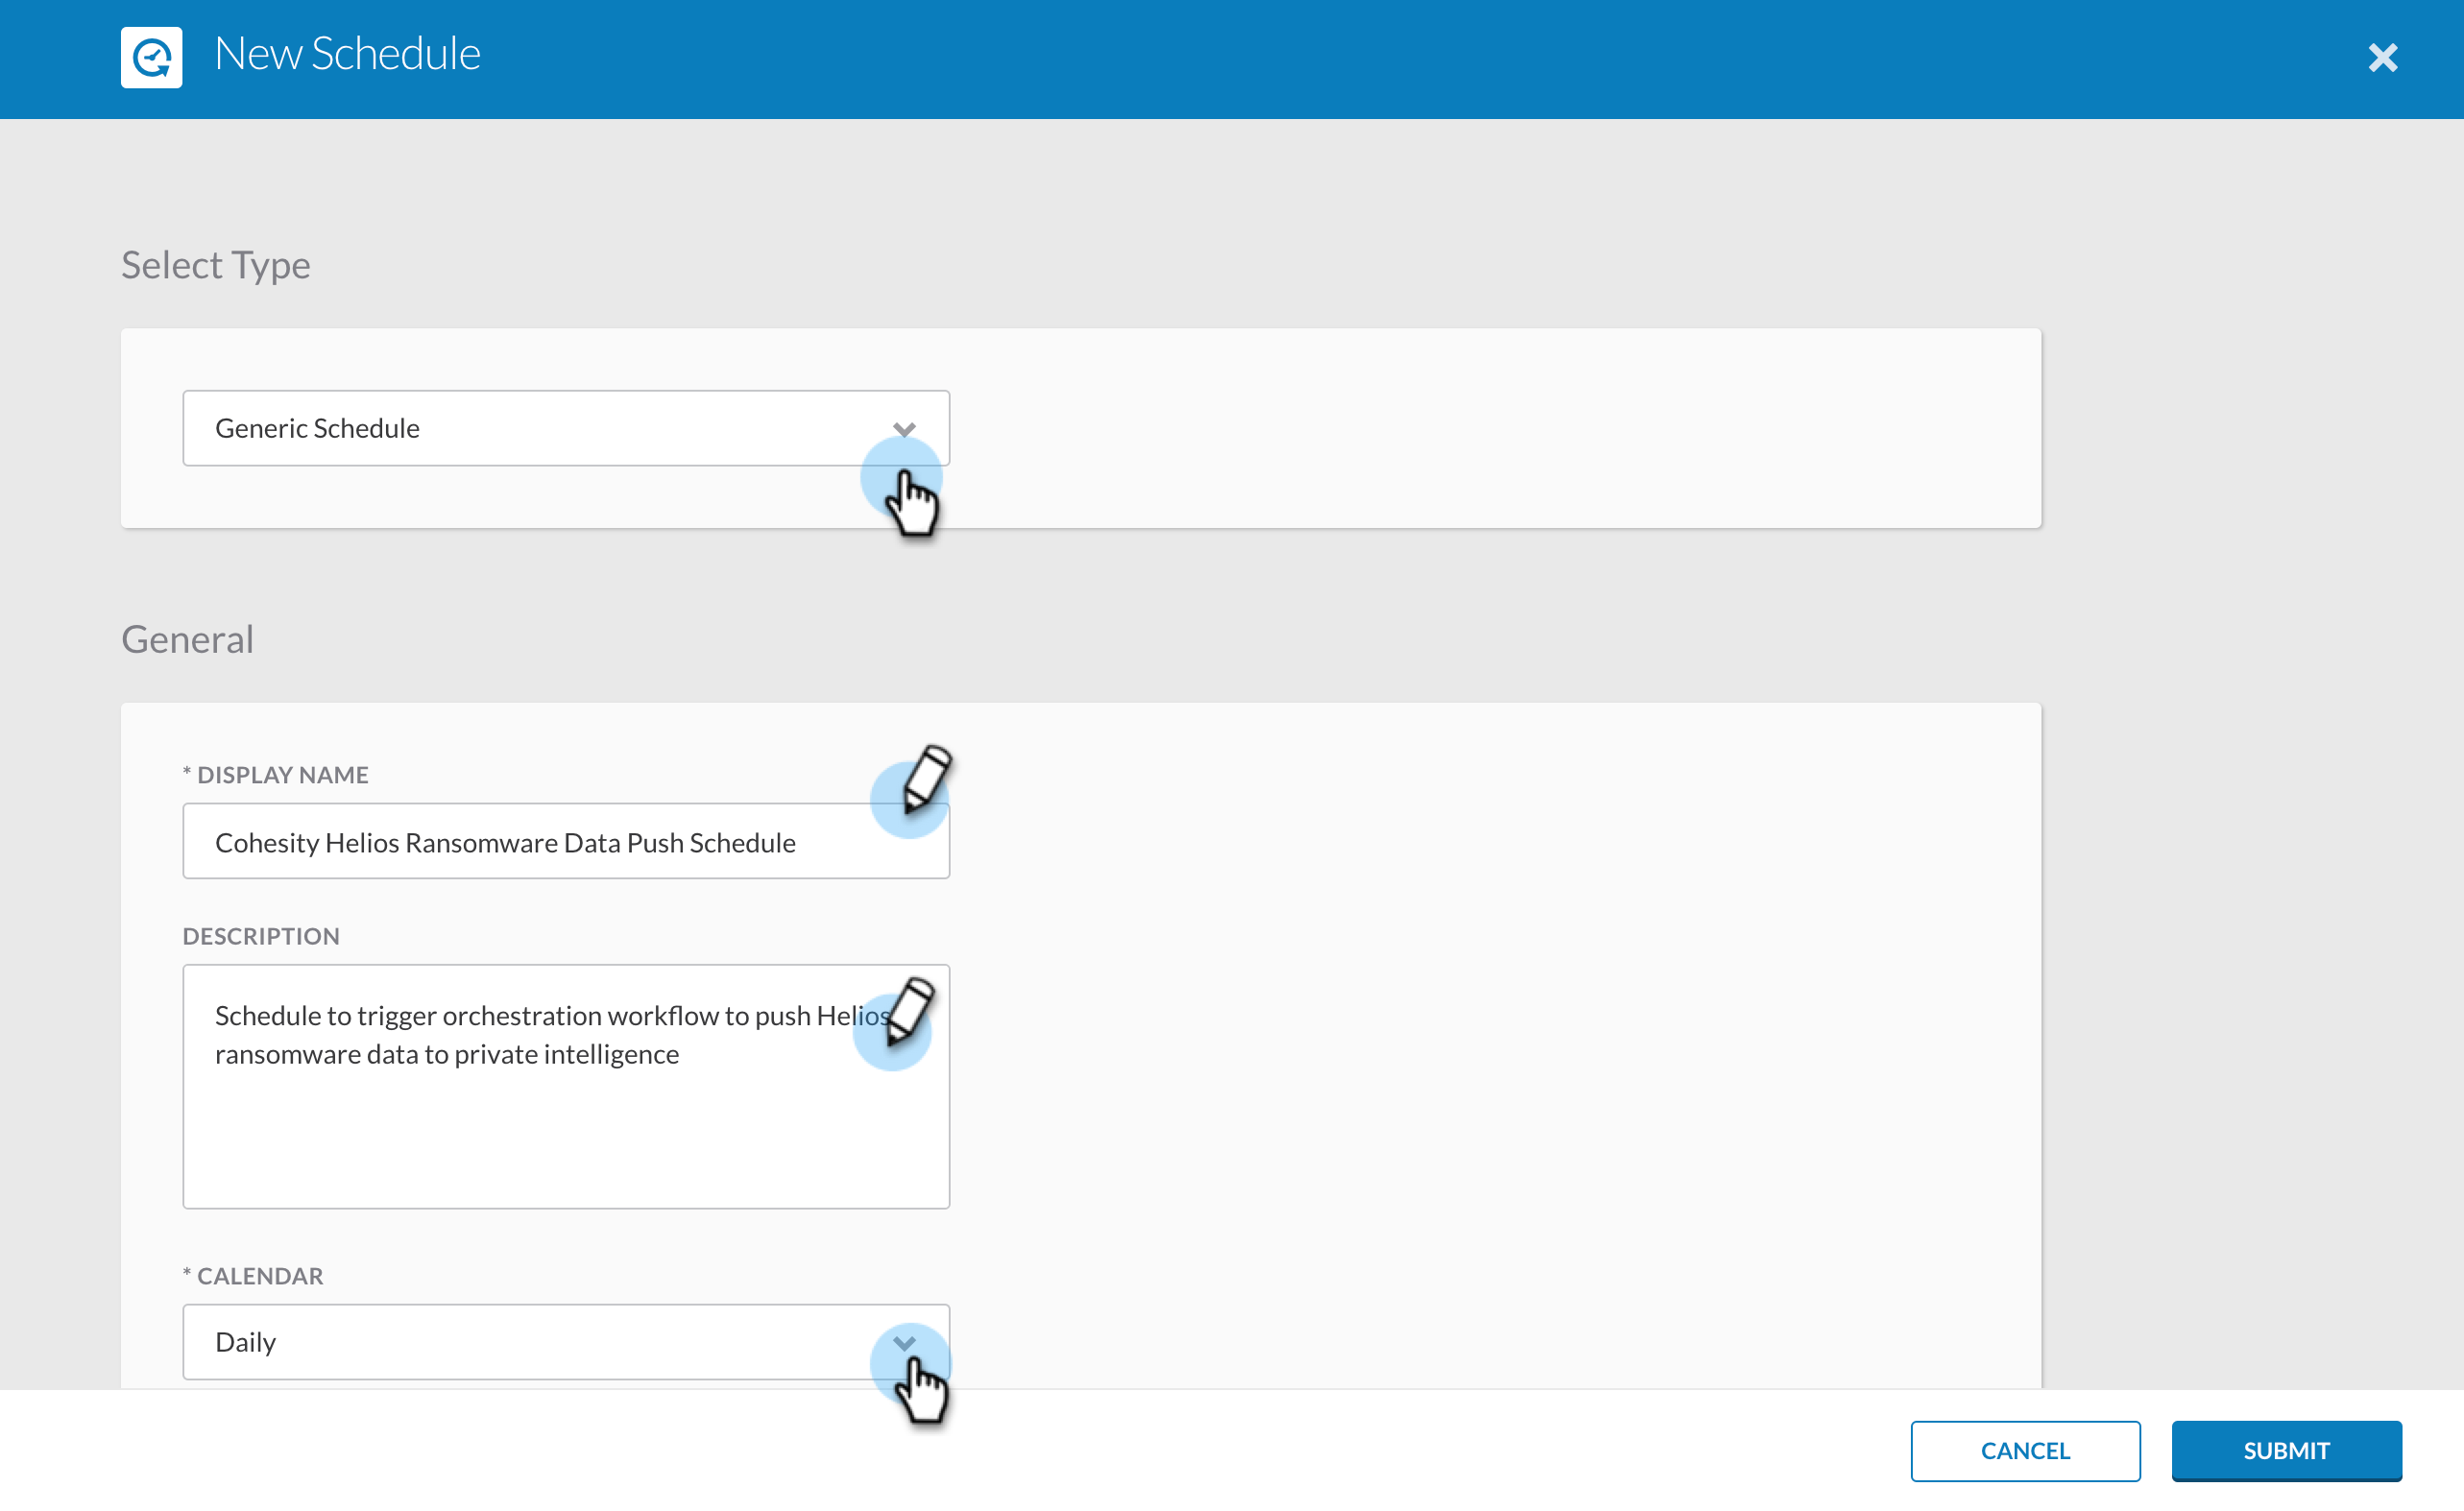 New Schedule
Select Type
Generic Schedule
General
* DISPLAY NAME
Cohesity Helios Ransomware Data Push Schedule
DESCRIPTION
Schedule to trigger orchestration workflow to push Helios
ransomware data to private intelligence
* CALENDAR
Daily
CANCEL
SUBMIT